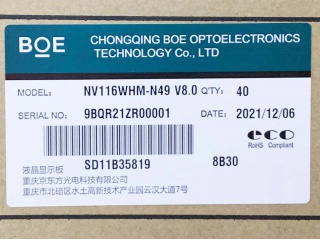 BOE
CHONGQING BOE OPTOELECTRONICS
TECHNOLOGY Co., LTD
MODEL: NV116WHM-N49 V8.0 Q'TY: 40
SERIAL NO: 9BQR21ZR00001 DATE: 2021/12/06
eco
RoHS Compliant
SD11B35819 8B30
液晶显示板
重庆京东方光电科技有限公司
重庆市北碚区水土高新技术产业园云汉大道7号